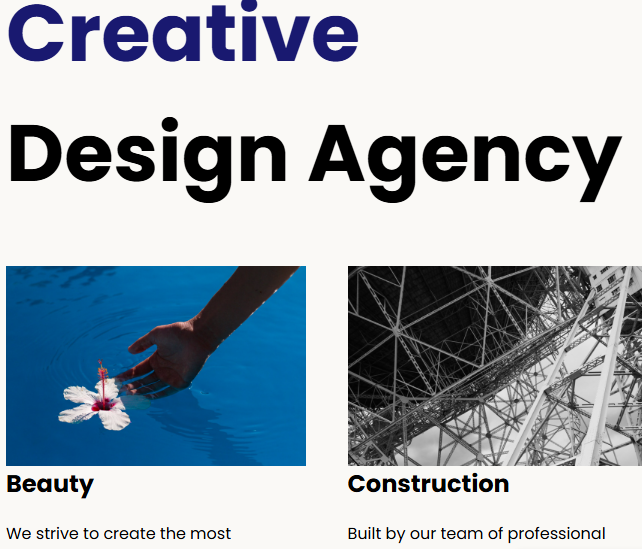 Creative
Design Agency
Beauty
Construction
We strive to create the most
Built by our team of professional